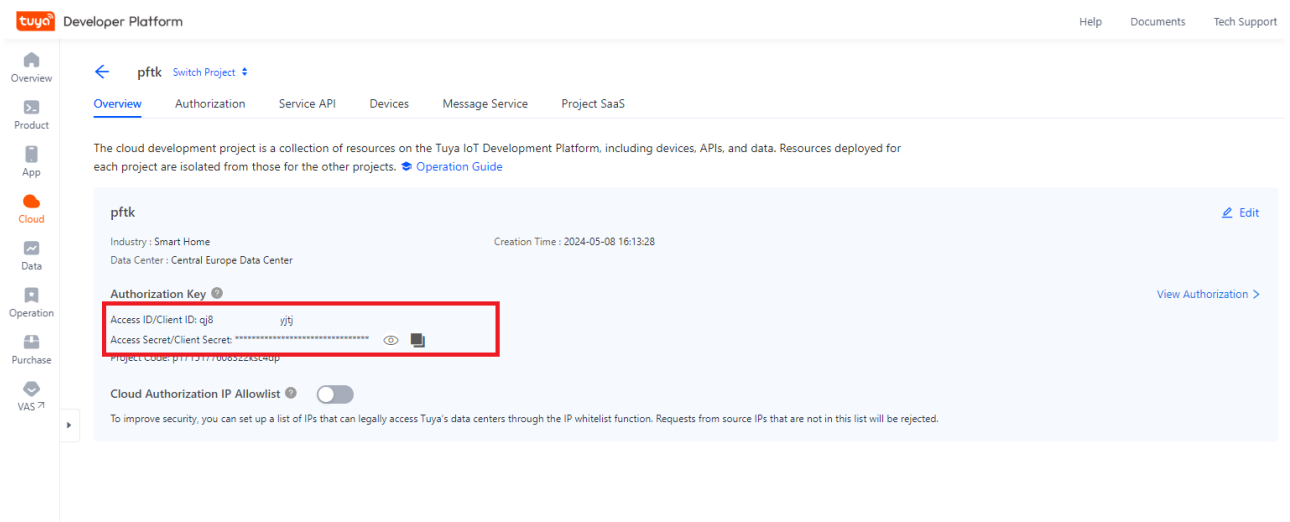 tuya Developer Platform
Help Documents Tech Support
Overview
Product
App
Cloud
Data
Operation
Purchase
VAS
pftk Switch Project
Overview Authorization Service API Devices Message Service Project SaaS
The cloud development project is a collection of resources on the Tuya IoT Development Platform, including devices, APIs, and data. Resources deployed for
each project are isolated from those for the other projects. Operation Guide
pftk
Edit
Industry : Smart Home Creation Time : 2024-05-08 16:13:28
Data Center : Central Europe Data Center
Authorization Key
View Authorization >
Access ID/Client ID: qj8 yjtj
Access Secret/Client Secret: ********************************
Project Code:
Cloud Authorization IP Allowlist
To improve security, you can set up a list of IPs that can legally access Tuya's data centers through the IP whitelist function. Requests from source IPs that are not in this list will be rejected.